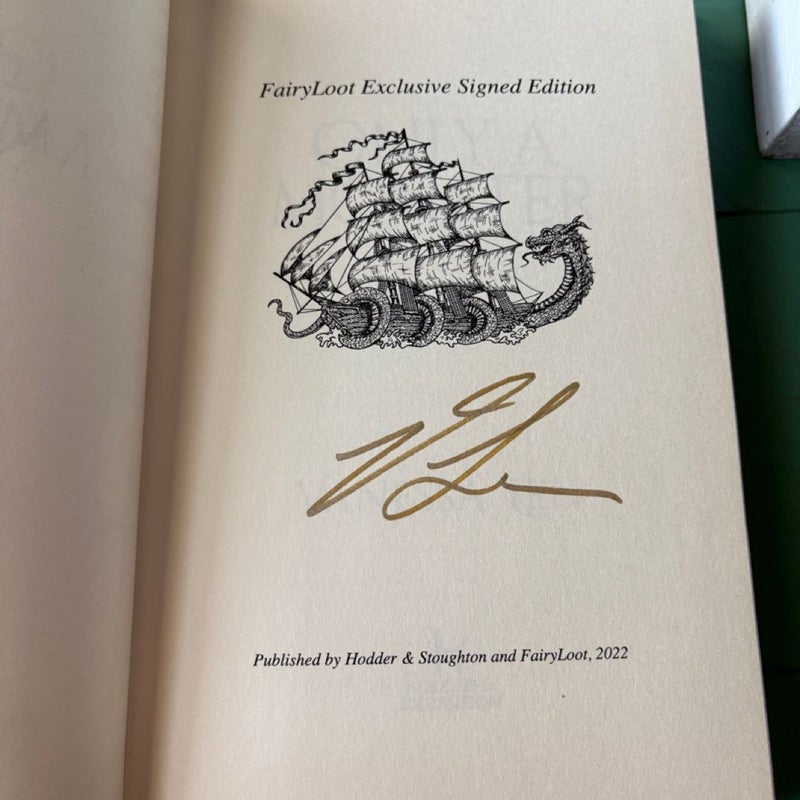 FairyLoot Exclusive Signed Edition
Published by Hodder & Stoughton and FairyLoot, 2022